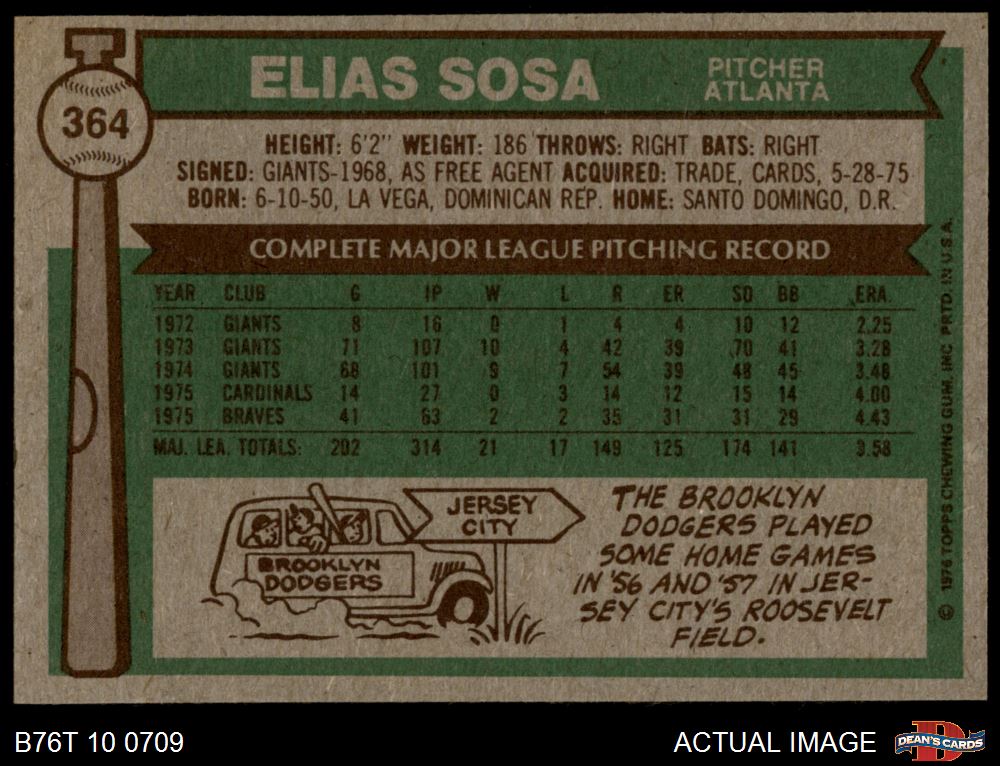 364
ELIAS SOSA
PITCHER
ATLANTA
HEIGHT: 6'2" WEIGHT: 186 THROWS: RIGHT BATS: RIGHT
SIGNED: GIANTS-1968, AS FREE AGENT ACQUIRED: TRADE, CARDS, 5-28-75
BORN: 6-10-50, LA VEGA, DOMINICAN REP. HOME: SANTO DOMINGO, D.R.
COMPLETE MAJOR LEAGUE PITCHING RECORD
YEAR CLUB G IP W L R ER SO BB ERA.
1972 GIANTS 8 16 0 1 4 4 10 12 2.25
1973 GIANTS 71 107 10 4 42 39 70 41 3.28
1974 GIANTS 68 101 9 7 54 39 48 45 3.48
1975 CARDINALS 14 27 0 3 14 12 15 14 4.00
1975 BRAVES 41 63 2 2 35 31 31 29 4.43
MAJ. LEA. TOTALS: 202 314 21 17 149 125 174 141 3.58
JERSEY
CITY
BROOKLYN
DODGERS
THE BROOKLYN
DODGERS PLAYED
SOME HOME GAMES
IN '56 AND '57 IN JER-
SEY CITY'S ROOSEVELT
FIELD.
© 1976 TOPPS CHEWING GUM, INC PRTD. IN U.S.A.
B76T 10 0709
ACTUAL IMAGE
D
DEAN'S CARDS